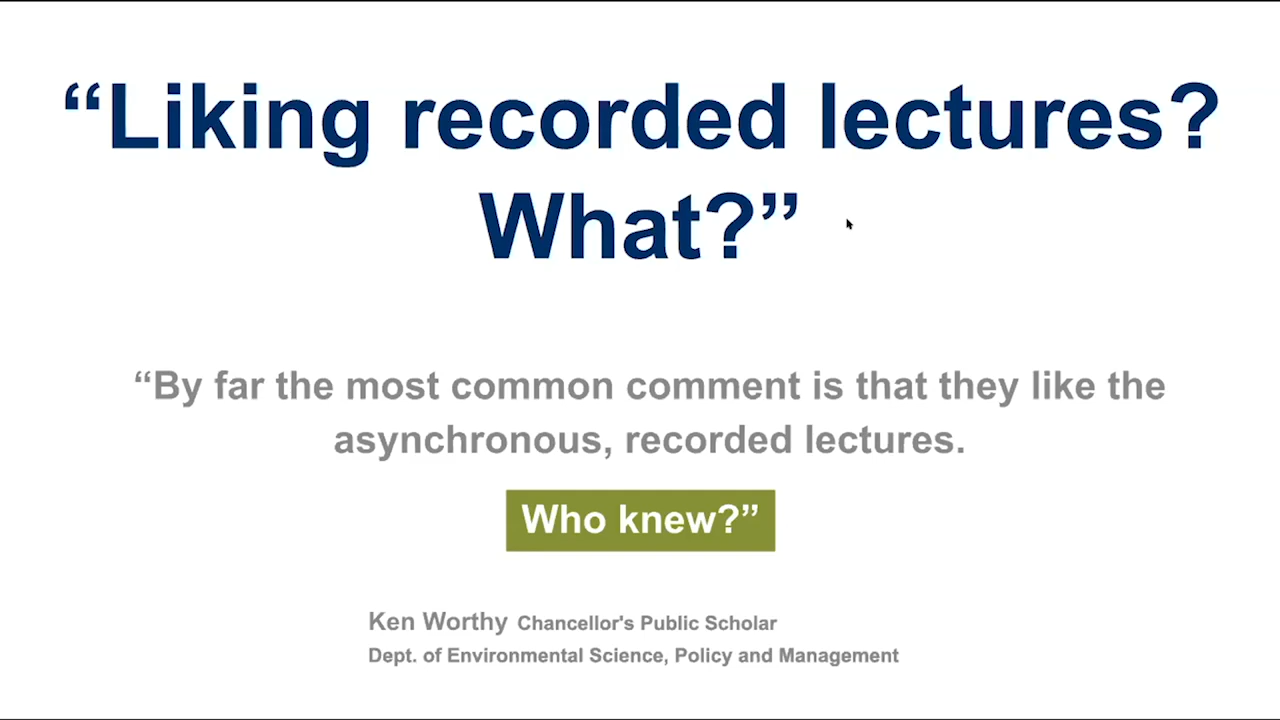 “Liking recorded lectures?
What?”
“By far the most common comment is that they like the
asynchronous, recorded lectures.
Who knew?”
Ken Worthy Chancellor's Public Scholar
Dept. of Environmental Science, Policy and Management